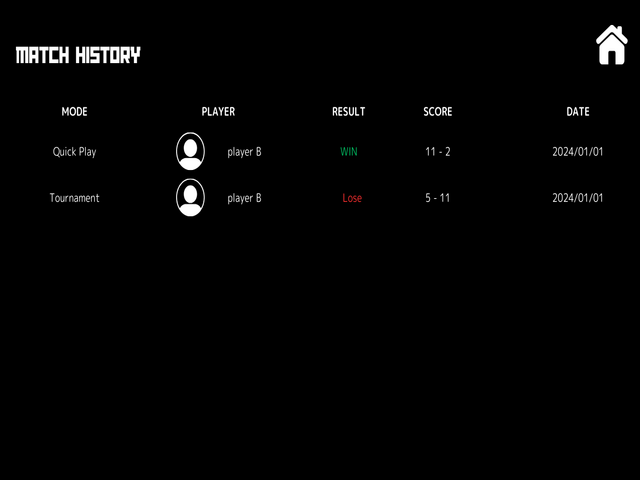 MATCH HISTORY
MODE PLAYER RESULT SCORE DATE
Quick Play player B WIN 11 - 2 2024/01/01
Tournament player B Lose 5 - 11 2024/01/01